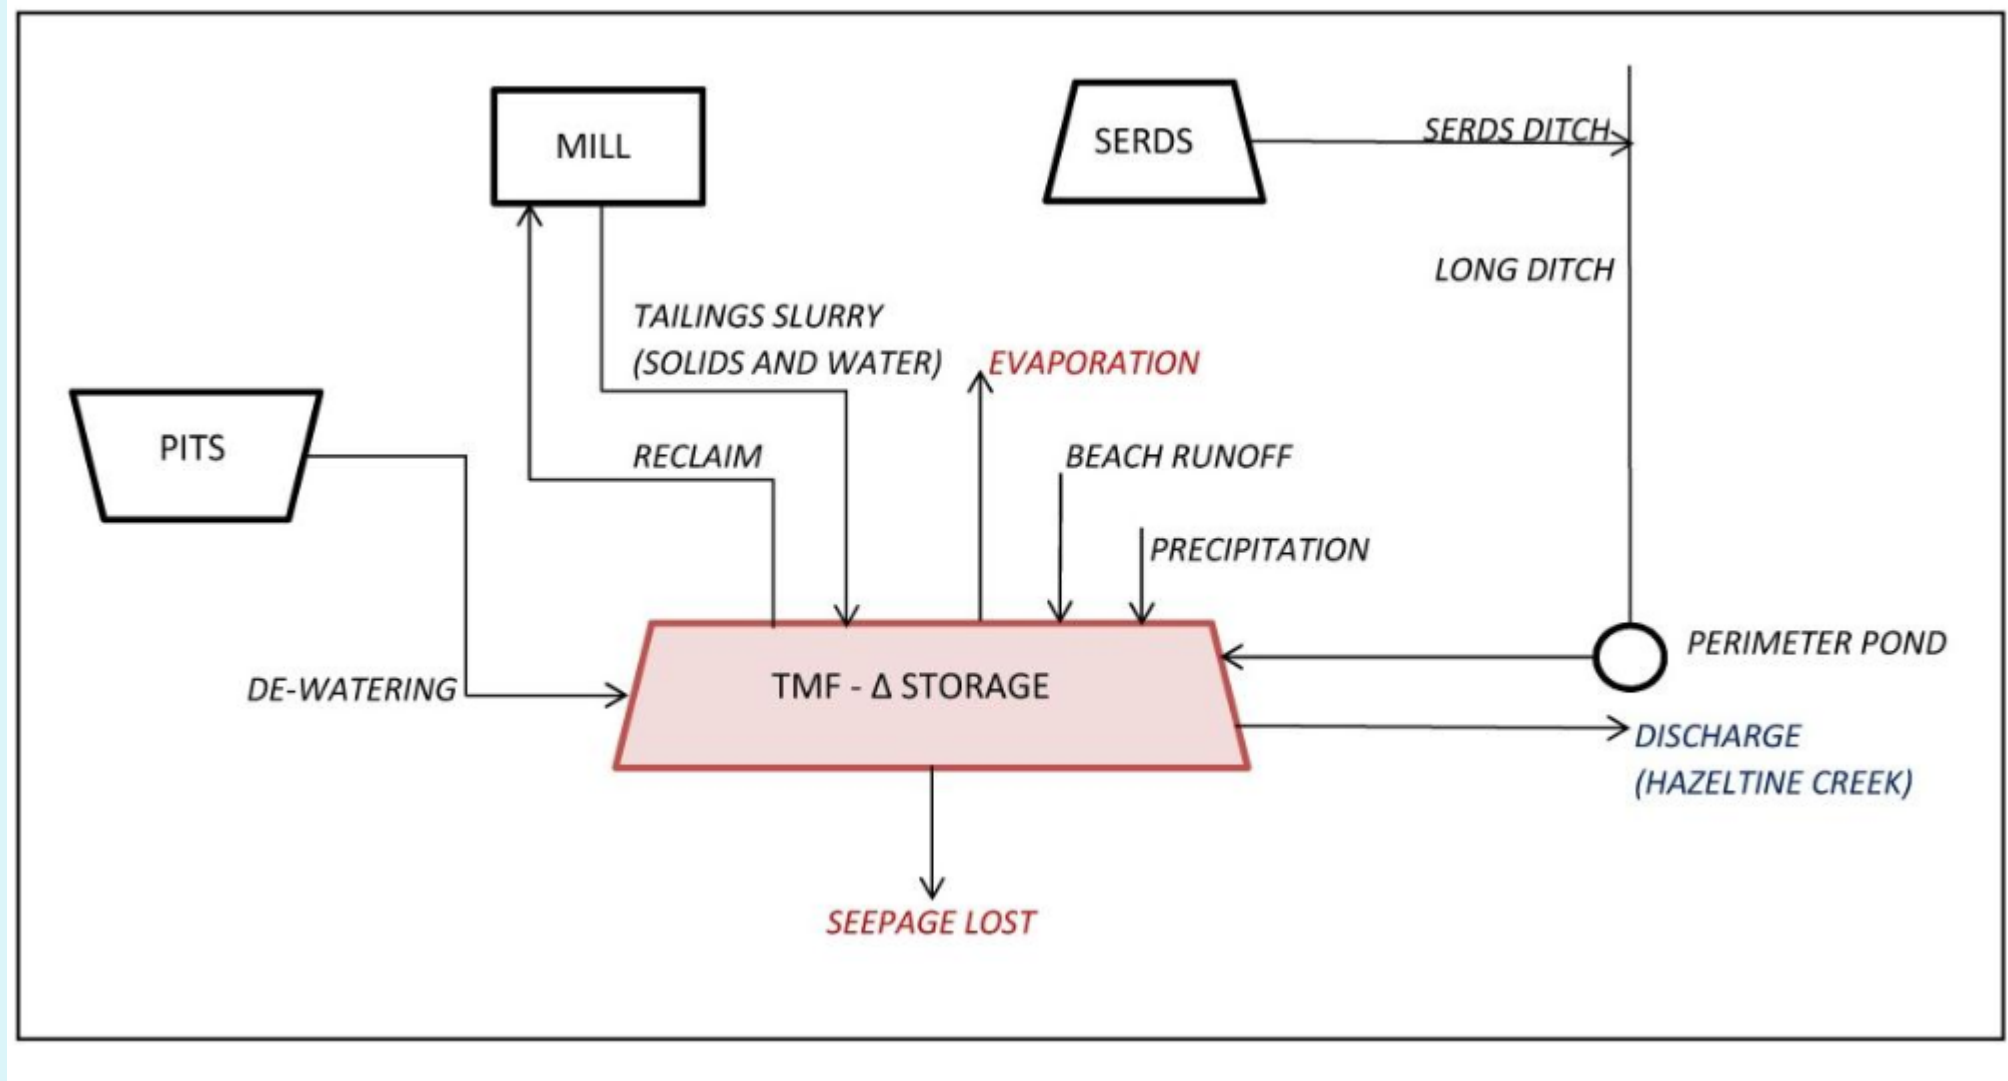 MILL
SERDS
SERDS DITCH
LONG DITCH
TAILINGS SLURRY
(SOLIDS AND WATER)
EVAPORATION
PITS
RECLAIM
BEACH RUNOFF
PRECIPITATION
PERIMETER POND
DE-WATERING
TMF - Δ STORAGE
DISCHARGE
(HAZELTINE CREEK)
SEEPAGE LOST